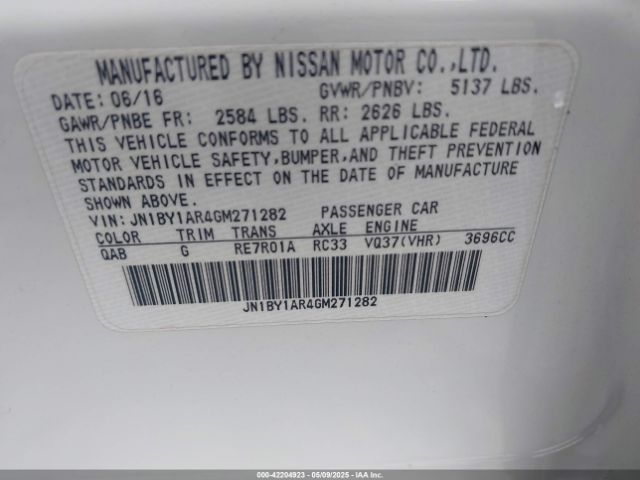 MANUFACTURED BY NISSAN MOTOR CO.,LTD.
DATE: 06/16 GVWR/PNBV: 5137 LBS.
GAWR/PNBE FR: 2584 LBS. RR: 2626 LBS.
THIS VEHICLE CONFORMS TO ALL APPLICABLE FEDERAL
MOTOR VEHICLE SAFETY,BUMPER,AND THEFT PREVENTION
STANDARDS IN EFFECT ON THE DATE OF MANUFACTURE
SHOWN ABOVE.
VIN: JN1BY1AR4GM271282 PASSENGER CAR
COLOR TRIM TRANS AXLE ENGINE
QAB G RE7R01A RC33 VQ37(VHR) 3696CC
JN1BY1AR4GM271282
000-42204923 - 05/09/2025 - IAA Inc.